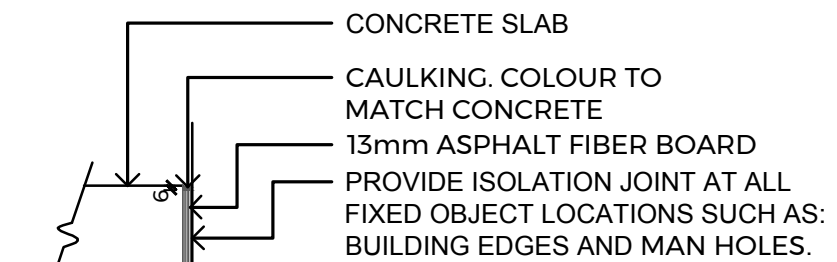 CONCRETE SLAB
CAULKING. COLOUR TO
MATCH CONCRETE
13mm ASPHALT FIBER BOARD
6
PROVIDE ISOLATION JOINT AT ALL
FIXED OBJECT LOCATIONS SUCH AS:
BUILDING EDGES AND MAN HOLES.